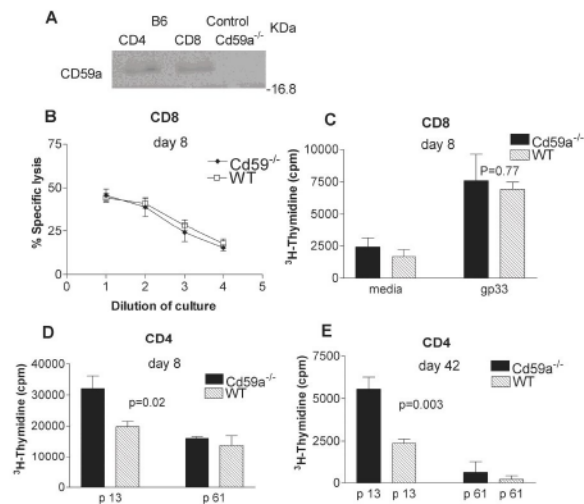 A
B6 Control KDa
CD4 CD8 Cd59a-/-
CD59a
-16.8
B
CD8
day 8
% Specific lysis
75
50
25
0
Cd59-/-
WT
0 1 2 3 4 5
Dilution of culture
C
CD8
day 8
³H-Thymidine (cpm)
10000
7500
5000
2500
0
Cd59a-/-
WT
P=0.77
media gp33
D
CD4
day 8
³H-Thymidine (cpm)
40000
30000
20000
10000
0
Cd59a-/-
WT
p=0.02
p 13 p 61
E
CD4
day 42
³H-Thymidine (cpm)
7500
5000
2500
0
Cd59a-/-
WT
p=0.003
p 13 p 13 p 61 p 61